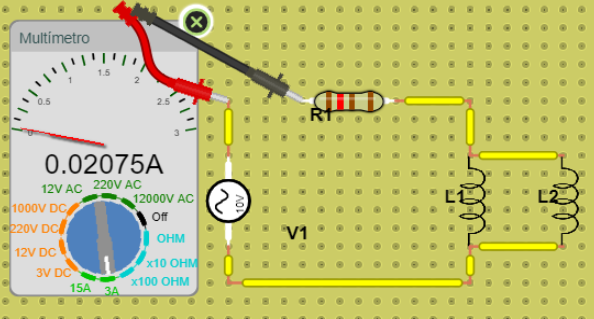 Multímetro
0 0.5 1 1.5 2 2.5 3
0.02075A
220V AC
12V AC 12000V AC
1000V DC Off
220V DC OHM
12V DC x10 OHM
3V DC x100 OHM
15A 3A
R1
10V
V1
L1 L2